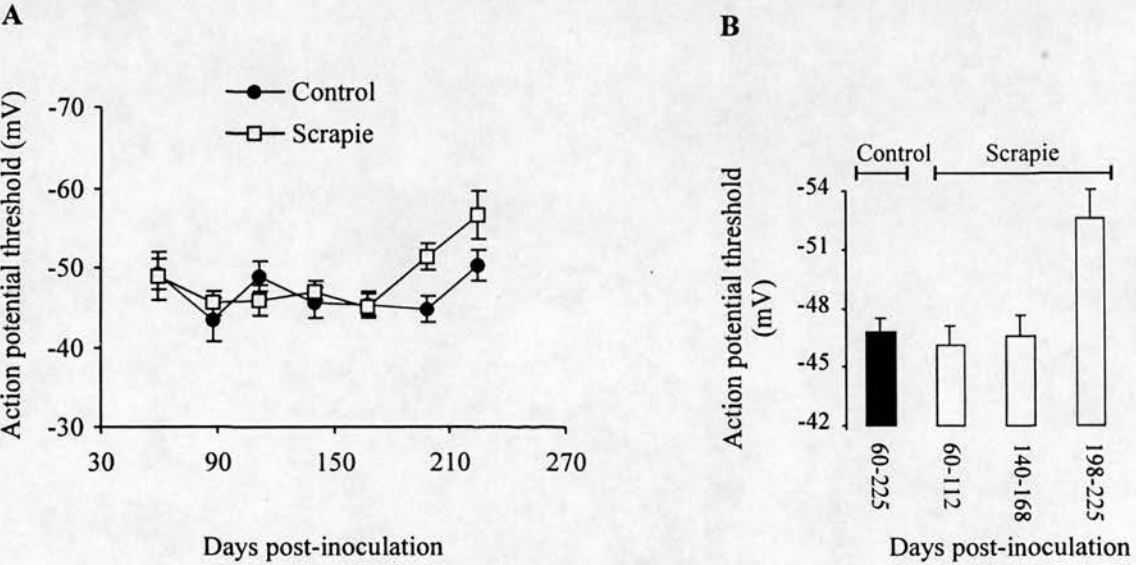 A
Control
Scrapie
Action potential threshold (mV)
-70
-60
-50
-40
-30
30 90 150 210 270
Days post-inoculation
B
Control Scrapie
Action potential threshold
(mV)
-54
-51
-48
-45
-42
60-225
60-112
140-168
198-225
Days post-inoculation